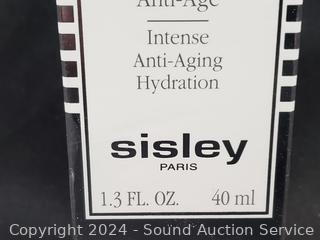 Anti-Age
Intense
Anti-Aging
Hydration
sisley
PARIS
1.3 FL. OZ. 40 ml
Copyright 2024 - Sound Auction Service